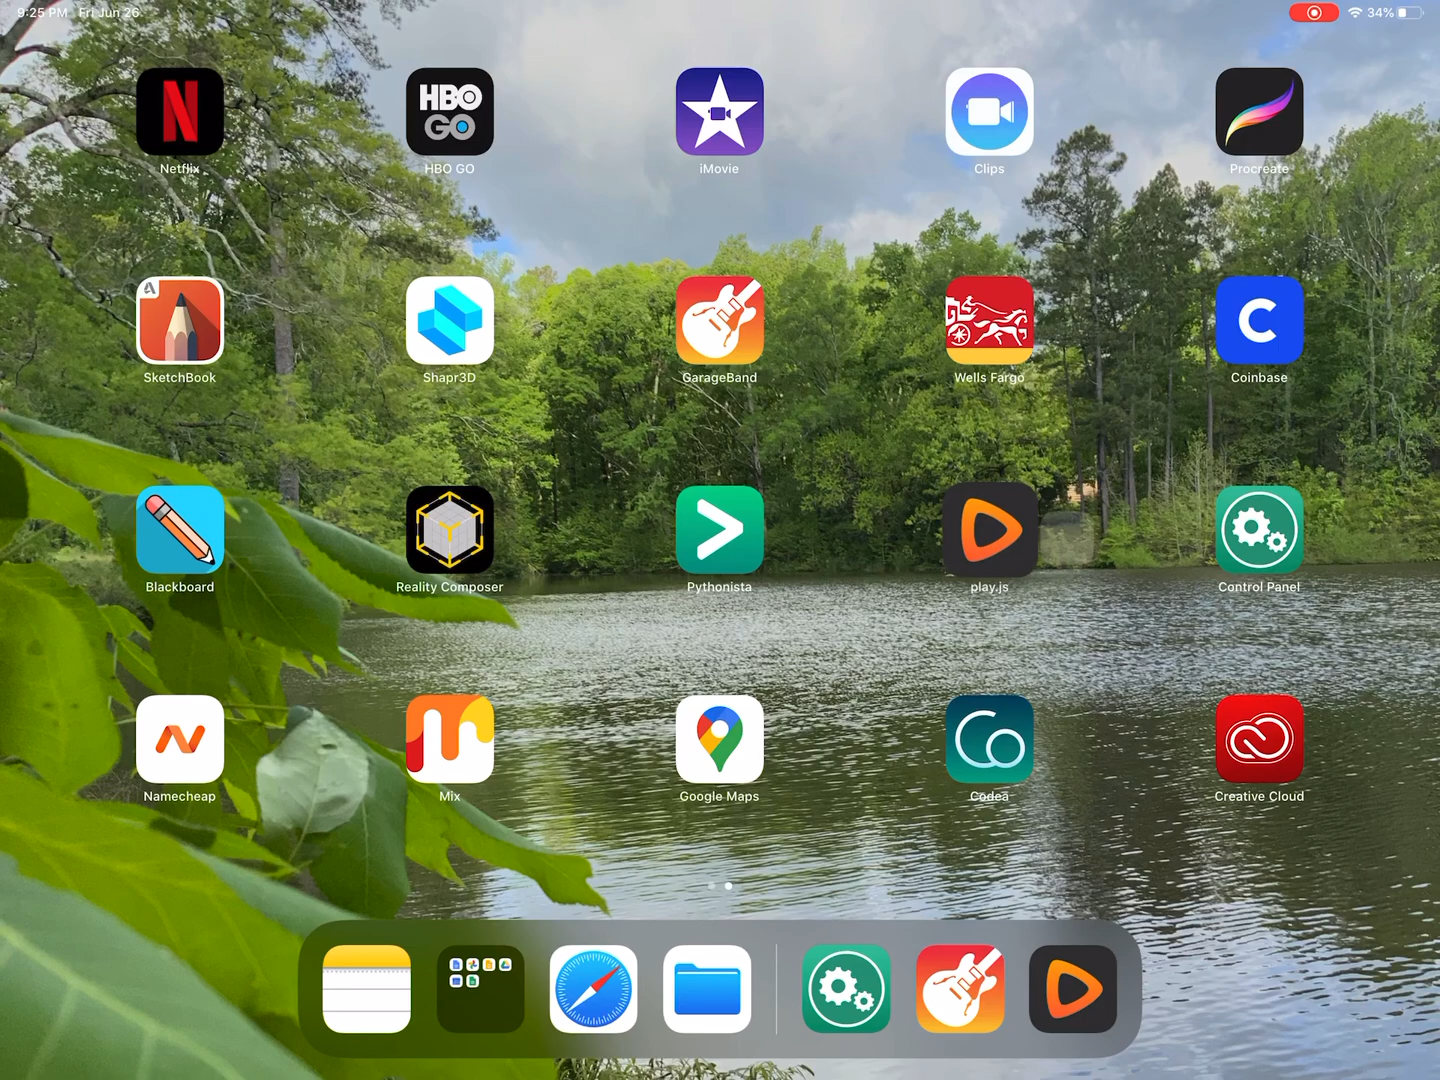 9:25 PM Fri Jun 26
34%
HBO
GO
Netflix
HBO GO
iMovie
Clips
Procreate
SketchBook
Shapr3D
GarageBand
Wells Fargo
Coinbase
Blackboard
Reality Composer
Pythonista
play.js
Control Panel
Namecheap
Mix
Google Maps
Codea
Creative Cloud